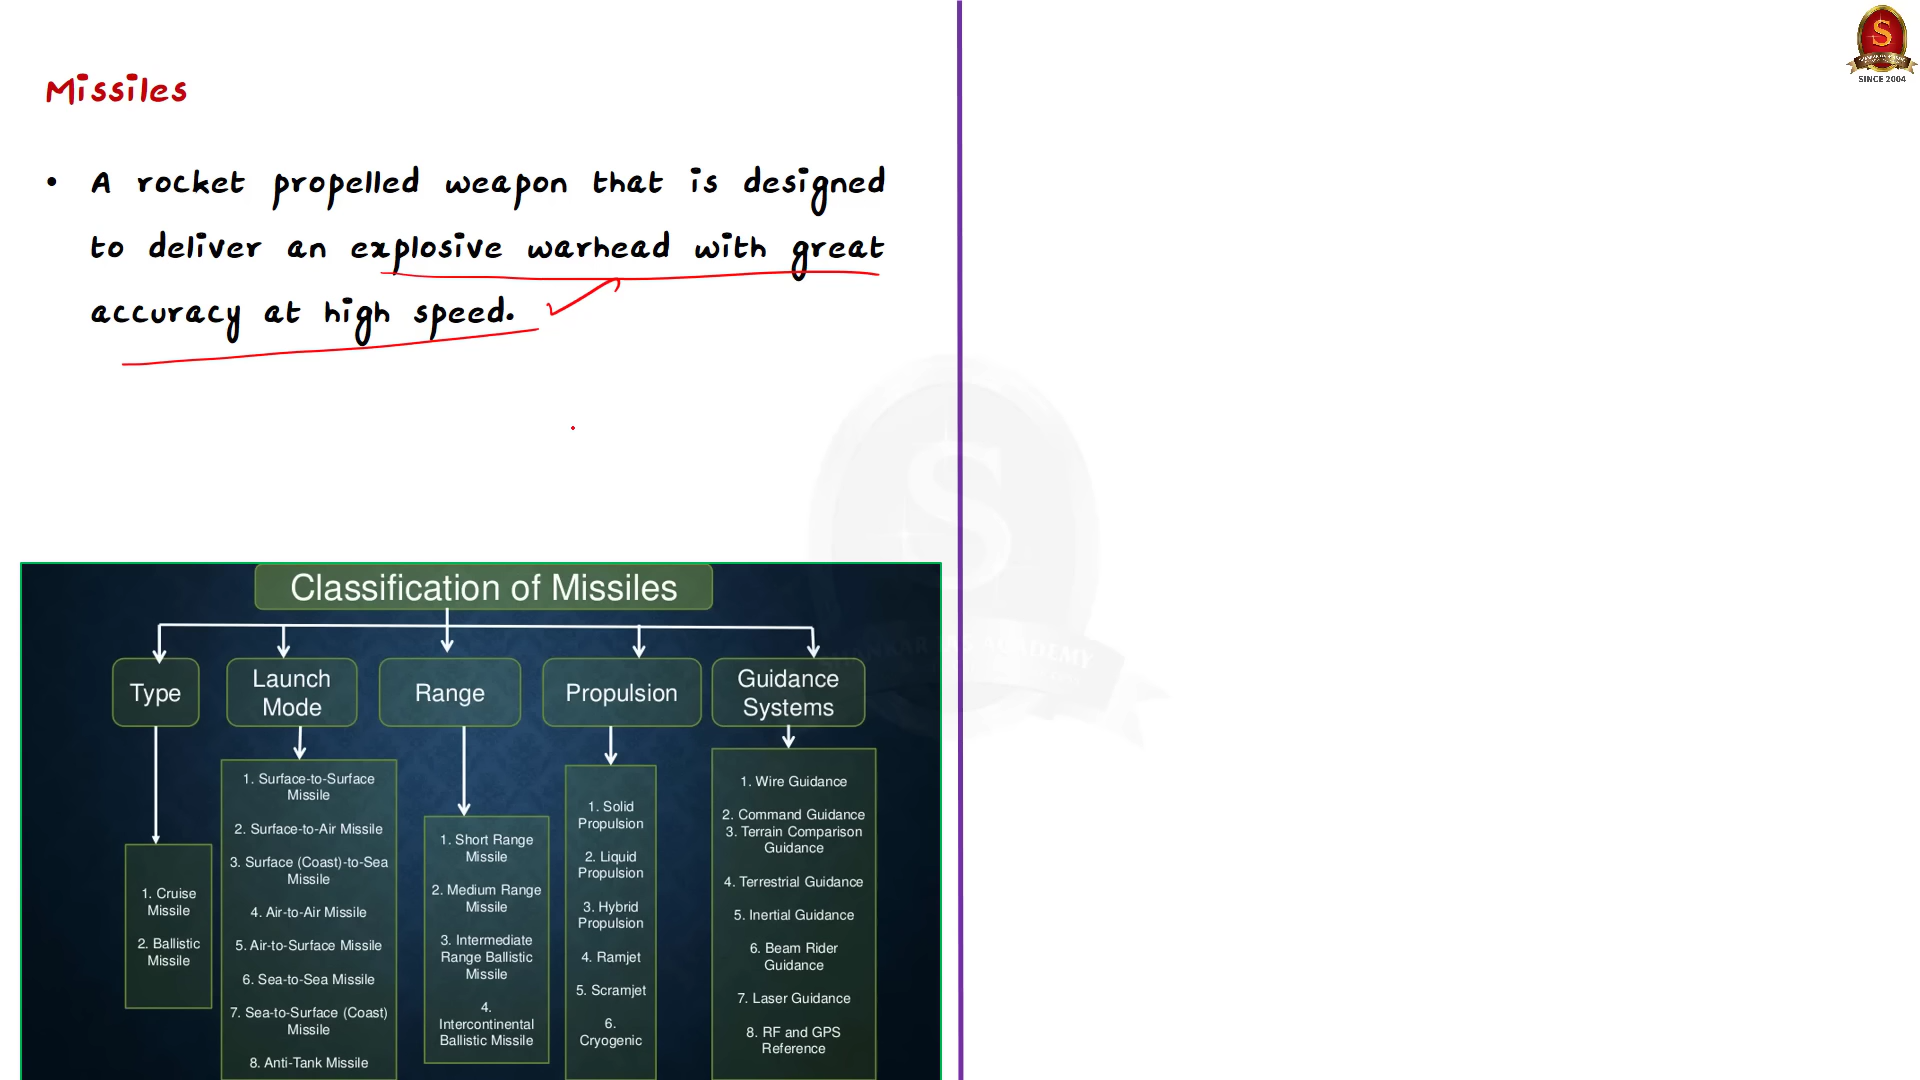 Missiles
• A rocket propelled weapon that is designed
to deliver an explosive warhead with great
accuracy at high speed.
S
SINCE 2004
Classification of Missiles
Type
Launch
Mode
Range
Propulsion
Guidance
Systems
1. Cruise
Missile
2. Ballistic
Missile
1. Surface-to-Surface
Missile
2. Surface-to-Air Missile
3. Surface (Coast)-to-Sea
Missile
4. Air-to-Air Missile
5. Air-to-Surface Missile
6. Sea-to-Sea Missile
7. Sea-to-Surface (Coast)
Missile
8. Anti-Tank Missile
1. Short Range
Missile
2. Medium Range
Missile
3. Intermediate
Range Ballistic
Missile
4.
Intercontinental
Ballistic Missile
1. Solid
Propulsion
2. Liquid
Propulsion
3. Hybrid
Propulsion
4. Ramjet
5. Scramjet
6.
Cryogenic
1. Wire Guidance
2. Command Guidance
3. Terrain Comparison
Guidance
4. Terrestrial Guidance
5. Inertial Guidance
6. Beam Rider
Guidance
7. Laser Guidance
8. RF and GPS
Reference